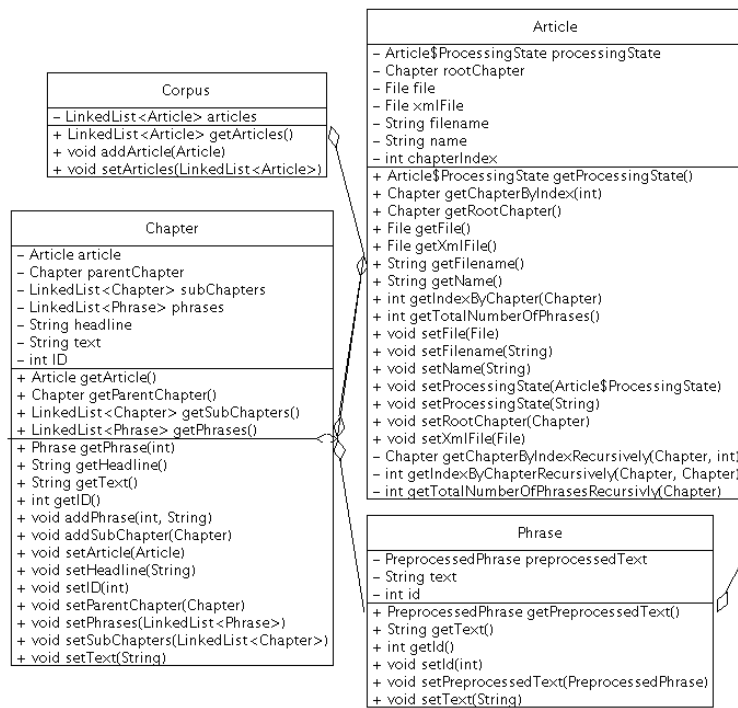 Corpus
– LinkedList<Article> articles
+ LinkedList<Article> getArticles()
+ void addArticle(Article)
+ void setArticles(LinkedList<Article>)
Chapter
– Article article
– Chapter parentChapter
– LinkedList<Chapter> subChapters
– LinkedList<Phrase> phrases
– String headline
– String text
– int ID
+ Article getArticle()
+ Chapter getParentChapter()
+ LinkedList<Chapter> getSubChapters()
+ LinkedList<Phrase> getPhrases()
+ Phrase getPhrase(int)
+ String getHeadline()
+ String getText()
+ int getID()
+ void addPhrase(int, String)
+ void addSubChapter(Chapter)
+ void setArticle(Article)
+ void setHeadline(String)
+ void setID(int)
+ void setParentChapter(Chapter)
+ void setPhrases(LinkedList<Phrase>)
+ void setSubChapters(LinkedList<Chapter>)
+ void setText(String)
Article
– Article$ProcessingState processingState
– Chapter rootChapter
– File file
– File xmlFile
– String filename
– String name
– int chapterIndex
+ Article$ProcessingState getProcessingState()
+ Chapter getChapterByIndex(int)
+ Chapter getRootChapter()
+ File getFile()
+ File getXmlFile()
+ String getFilename()
+ String getName()
+ int getIndexByChapter(Chapter)
+ int getTotalNumberOfPhrases()
+ void setFile(File)
+ void setFilename(String)
+ void setName(String)
+ void setProcessingState(Article$ProcessingState)
+ void setProcessingState(String)
+ void setRootChapter(Chapter)
+ void setXmlFile(File)
– Chapter getChapterByIndexRecursively(Chapter, int)
– int getIndexByChapterRecursively(Chapter, Chapter)
– int getTotalNumberOfPhrasesRecursivly(Chapter)
Phrase
– PreprocessedPhrase preprocessedText
– String text
– int id
+ PreprocessedPhrase getPreprocessedText()
+ String getText()
+ int getId()
+ void setId(int)
+ void setPreprocessedText(PreprocessedPhrase)
+ void setText(String)